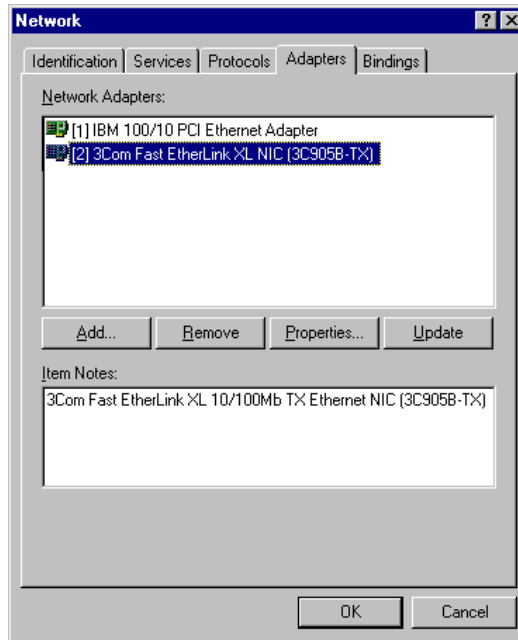 Network
Identification Services Protocols Adapters Bindings
Network Adapters:
[1] IBM 100/10 PCI Ethernet Adapter
[2] 3Com Fast EtherLink XL NIC (3C905B-TX)
Add... Remove Properties... Update
Item Notes:
3Com Fast EtherLink XL 10/100Mb TX Ethernet NIC (3C905B-TX)
OK Cancel